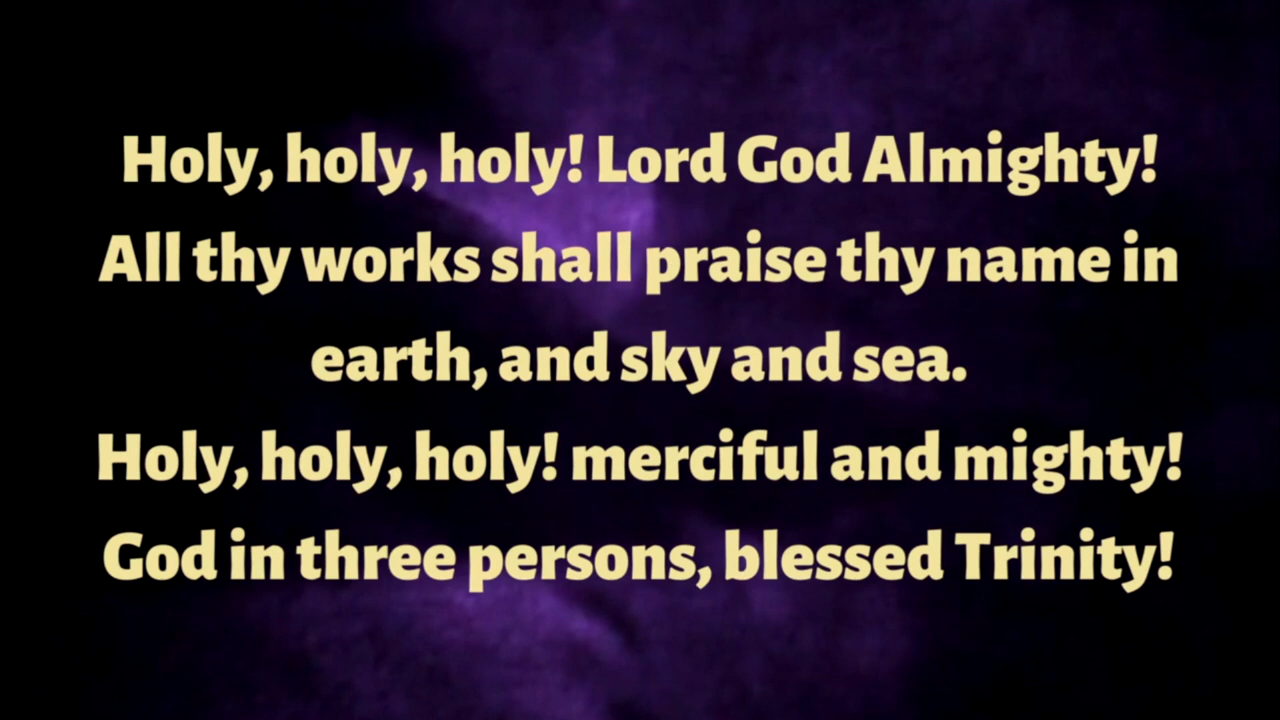 Holy, holy, holy! Lord God Almighty!
All thy works shall praise thy name in
earth, and sky and sea.
Holy, holy, holy! merciful and mighty!
God in three persons, blessed Trinity!